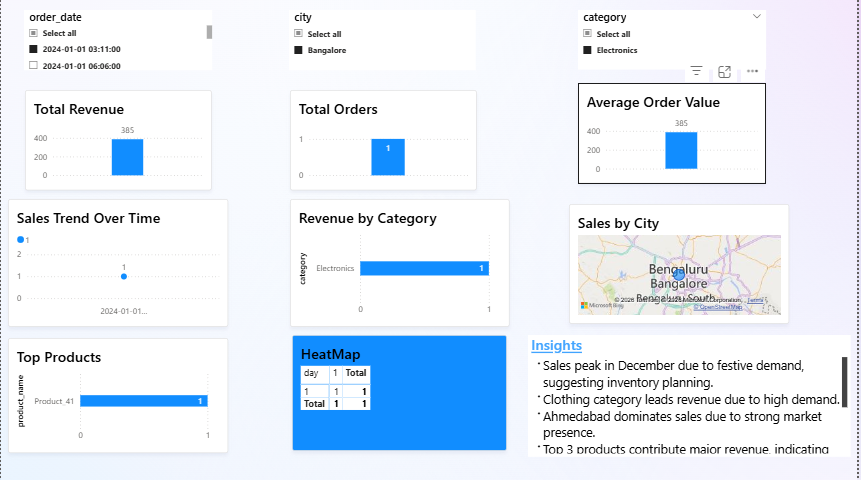 order_date
Select all
2024-01-01 03:11:00
2024-01-01 06:06:00
city
Select all
Bangalore
category
Select all
Electronics
Total Revenue
385
400
200
0
Total Orders
1
1
0
Average Order Value
385
400
200
0
Sales Trend Over Time
1
2
1
1
0
2024-01-01...
Revenue by Category
category
Electronics
1
0
1
Sales by City
Bengaluru
Bangalore
Bengaluru South
Microsoft Bing
© 2026
Corporation
Terms
© OpenStreetMap
Top Products
product_name
Product_41
1
0
1
HeatMap
day 1 Total
1 1 1
Total 1 1
Insights
· Sales peak in December due to festive demand,
suggesting inventory planning.
· Clothing category leads revenue due to high demand.
· Ahmedabad dominates sales due to strong market
presence.
· Top 3 products contribute major revenue, indicating